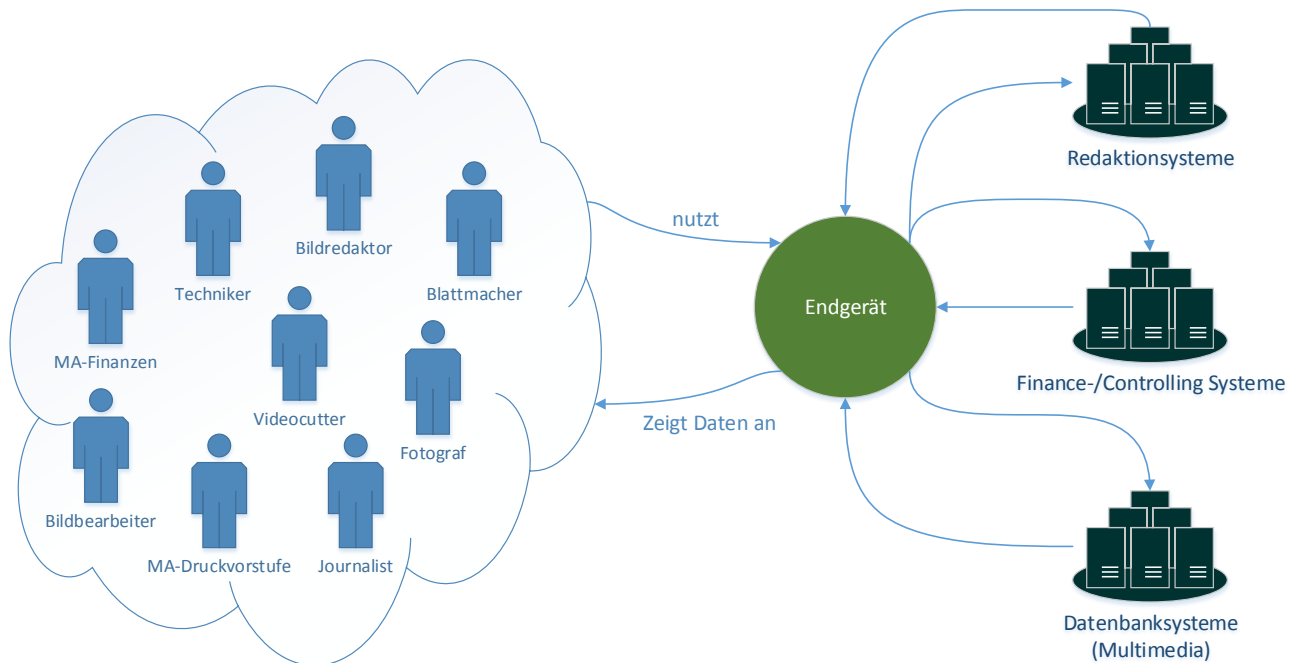 Redaktionsysteme
Bildredaktor
nutzt
Techniker
Blattmacher
Endgerät
MA-Finanzen
Finance-/Controlling Systeme
Videocutter
Zeigt Daten an
Fotograf
Bildbearbeiter
MA-Druckvorstufe
Journalist
Datenbanksysteme
(Multimedia)